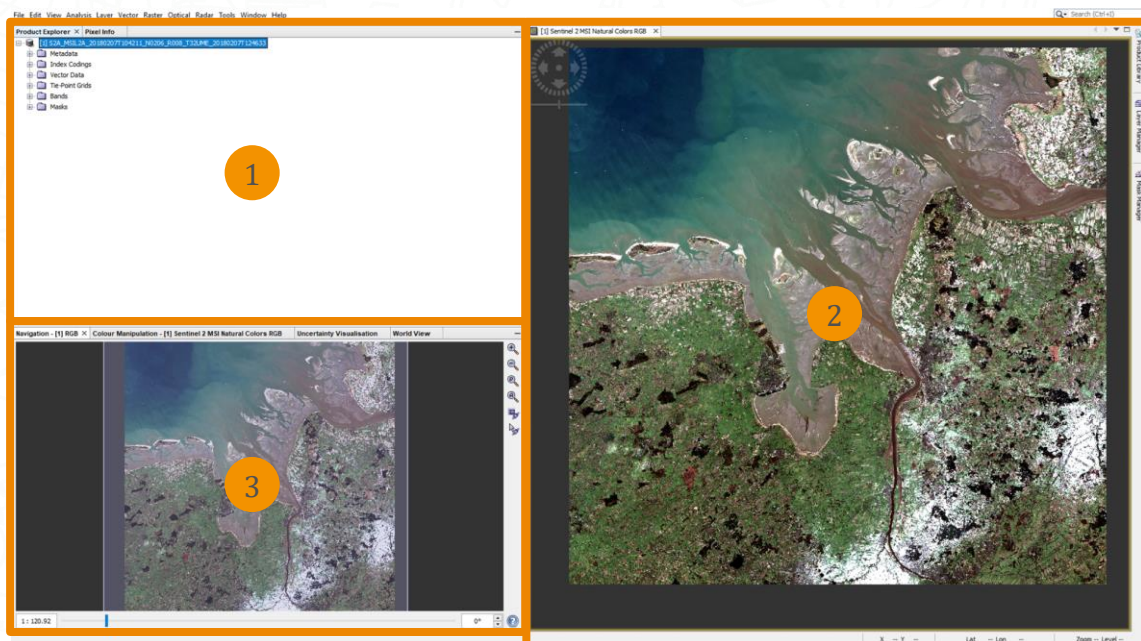 File Edit View Analysis Layer Vector Raster Optical Radar Tools Window Help
Search (Ctrl+I)
Product Explorer × Pixel Info
[1] S2A_MSIL2A_20180207T104211_N0206_R008_T32UME_20180207T124633
Metadata
Index Codings
Vector Data
Tie-Point Grids
Bands
Masks
1
[1] Sentinel 2 MSI Natural Colors RGB ×
2
Product Library
Layer Manager
Mask Manager
Navigation - [1] RGB × Colour Manipulation - [1] Sentinel 2 MSI Natural Colors RGB Uncertainty Visualisation World View
3
1 : 120.92
0°
X -- Y -- Lat -- Lon -- Zoom -- Level --